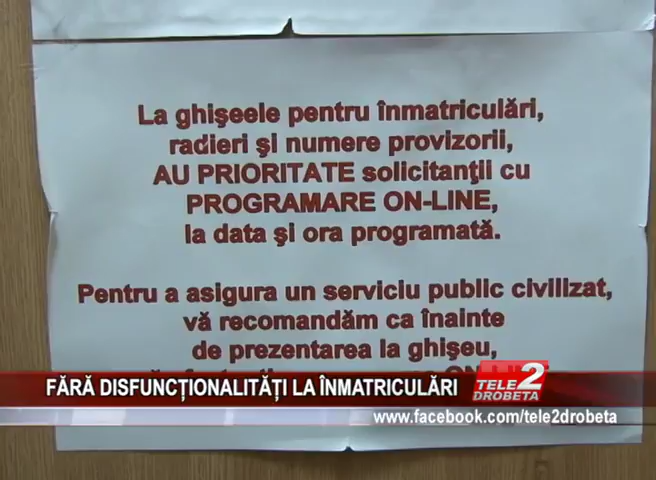 La ghişeele pentru înmatriculări,
radieri şi numere provizorii,
AU PRIORITATE solicitanţii cu
PROGRAMARE ON-LINE,
la data şi ora programată.
Pentru a asigura un serviciu public civilizat,
vă recomandăm ca înainte
de prezentarea la ghişeu,
FĂRĂ DISFUNCȚIONALITĂȚI LA ÎNMATRICULĂRI
TELE 2
DROBETA
www.facebook.com/tele2drobeta